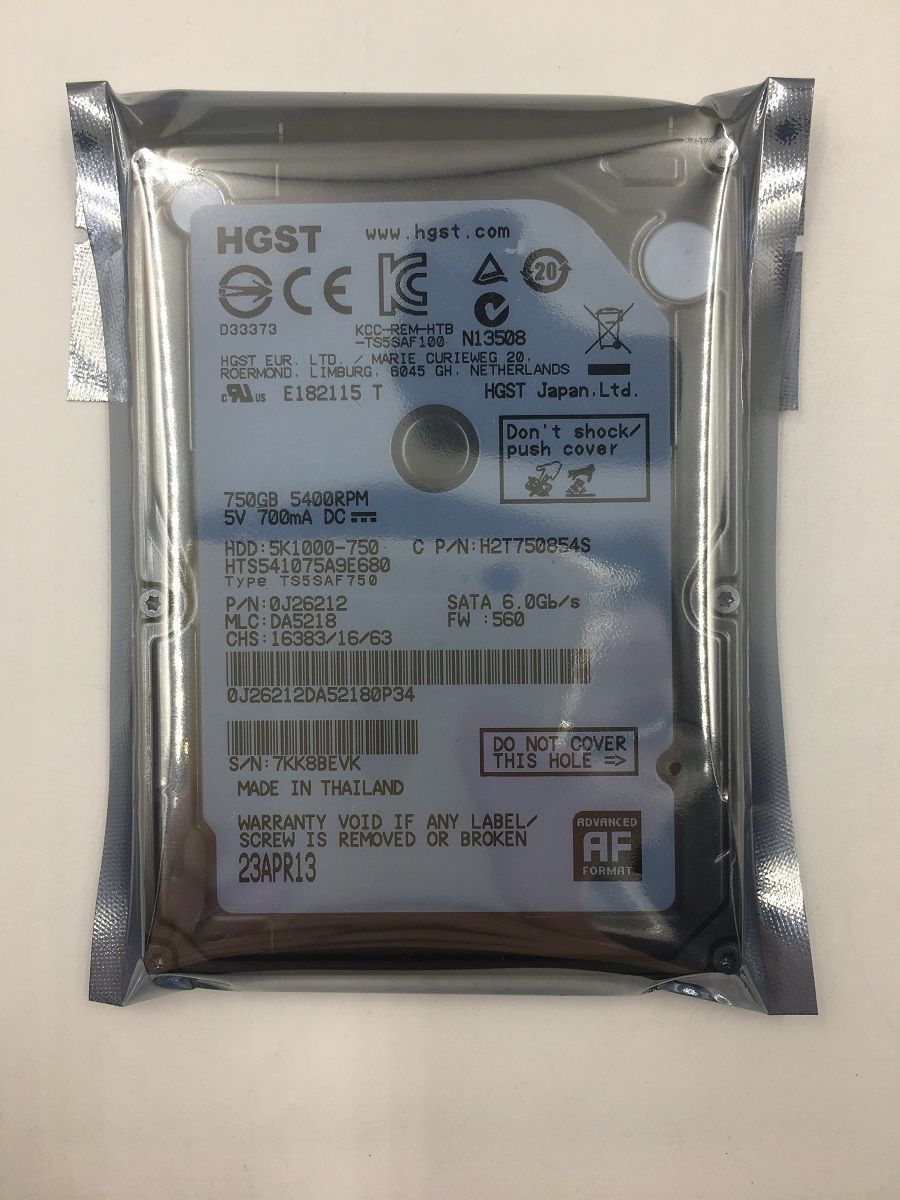 HGST www.hgst.com
20
D33373
KCC-REM-HTB
-TS5SAF100 N13508
HGST EUR. LTD. / MARIE CURIEWEG 20,
ROERMOND, LIMBURG, 6045 GH, NETHERLANDS
c RU US E182115 T HGST Japan,Ltd.
Don't shock/
push cover
750GB 5400RPM
5V 700mA DC
HDD:5K1000-750 C P/N:H2T750854S
HTS541075A9E680
Type TS5SAF750
P/N:0J26212 SATA 6.0Gb/s
MLC:DA5218 FW :560
CHS:16383/16/63
0J26212DA52180P34
S/N:7KK8BEVK
DO NOT COVER
THIS HOLE =>
MADE IN THAILAND
WARRANTY VOID IF ANY LABEL/
SCREW IS REMOVED OR BROKEN
23APR13
ADVANCED
AF
FORMAT